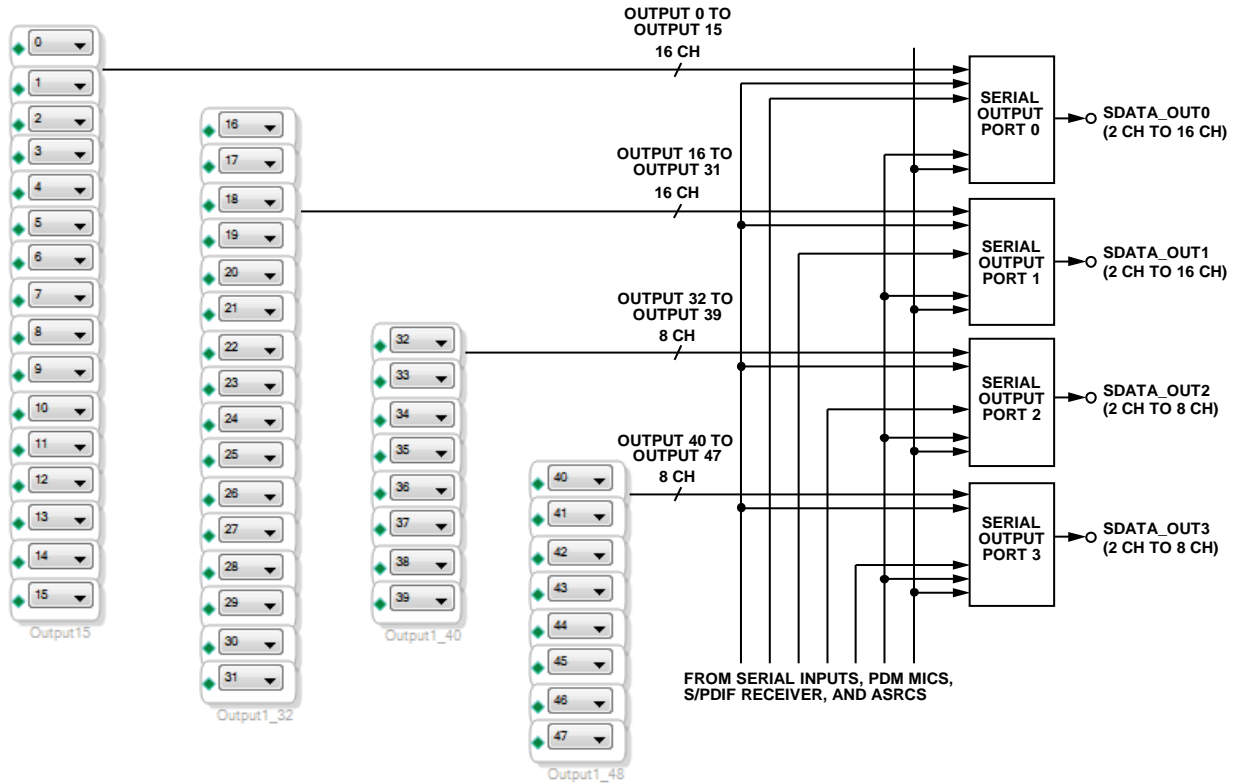 0
1
2
3
4
5
6
7
8
9
10
11
12
13
14
15
Output15
16
17
18
19
20
21
22
23
24
25
26
27
28
29
30
31
Output1_32
32
33
34
35
36
37
38
39
Output1_40
40
41
42
43
44
45
46
47
Output1_48
OUTPUT 0 TO
OUTPUT 15
16 CH
OUTPUT 16 TO
OUTPUT 31
16 CH
OUTPUT 32 TO
OUTPUT 39
8 CH
OUTPUT 40 TO
OUTPUT 47
8 CH
SERIAL
OUTPUT
PORT 0
SDATA_OUT0
(2 CH TO 16 CH)
SERIAL
OUTPUT
PORT 1
SDATA_OUT1
(2 CH TO 16 CH)
SERIAL
OUTPUT
PORT 2
SDATA_OUT2
(2 CH TO 8 CH)
SERIAL
OUTPUT
PORT 3
SDATA_OUT3
(2 CH TO 8 CH)
FROM SERIAL INPUTS, PDM MICS,
S/PDIF RECEIVER, AND ASRCS